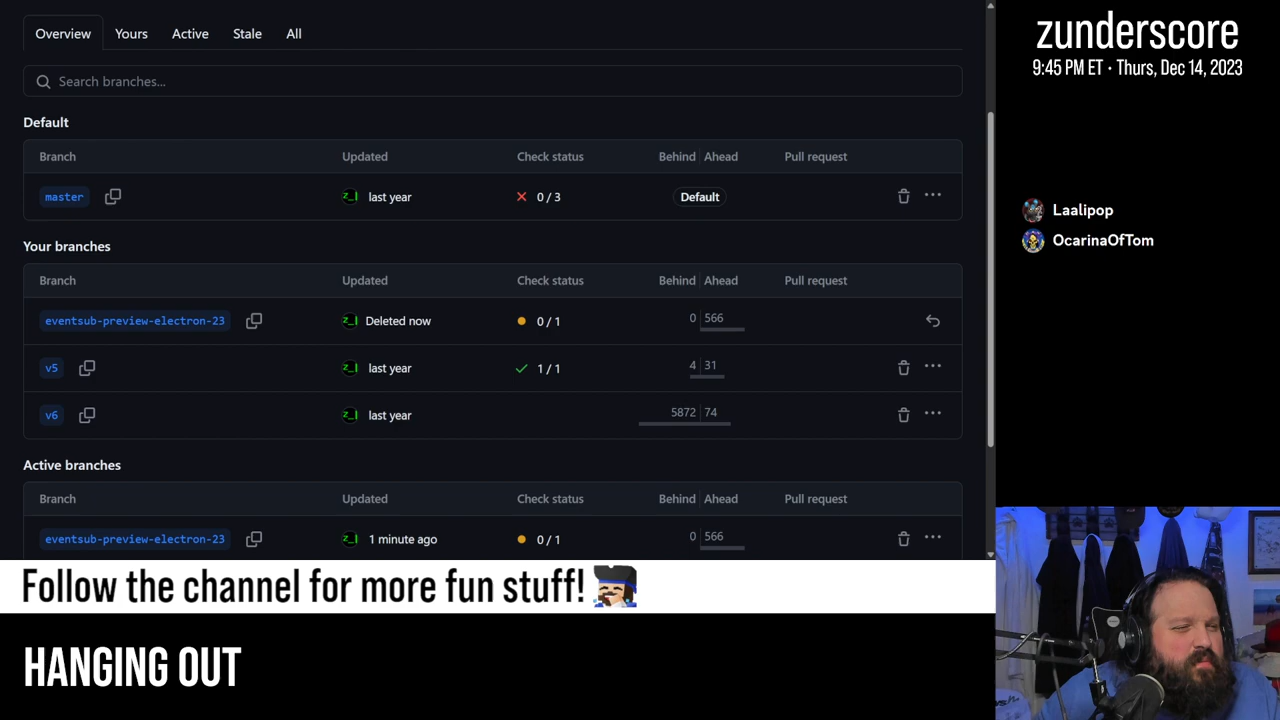 Overview Yours Active Stale All
Search branches...
Default
Branch Updated Check status Behind Ahead Pull request
master last year 0 / 3 Default
Your branches
Branch Updated Check status Behind Ahead Pull request
eventsub-preview-electron-23 Deleted now 0 / 1 0 566
v5 last year 1 / 1 4 31
v6 last year 5872 74
Active branches
Branch Updated Check status Behind Ahead Pull request
eventsub-preview-electron-23 1 minute ago 0 / 1 0 566
Follow the channel for more fun stuff!
HANGING OUT
zunderscore
9:45 PM ET • Thurs, Dec 14, 2023
Laalipop
OcarinaOfTom